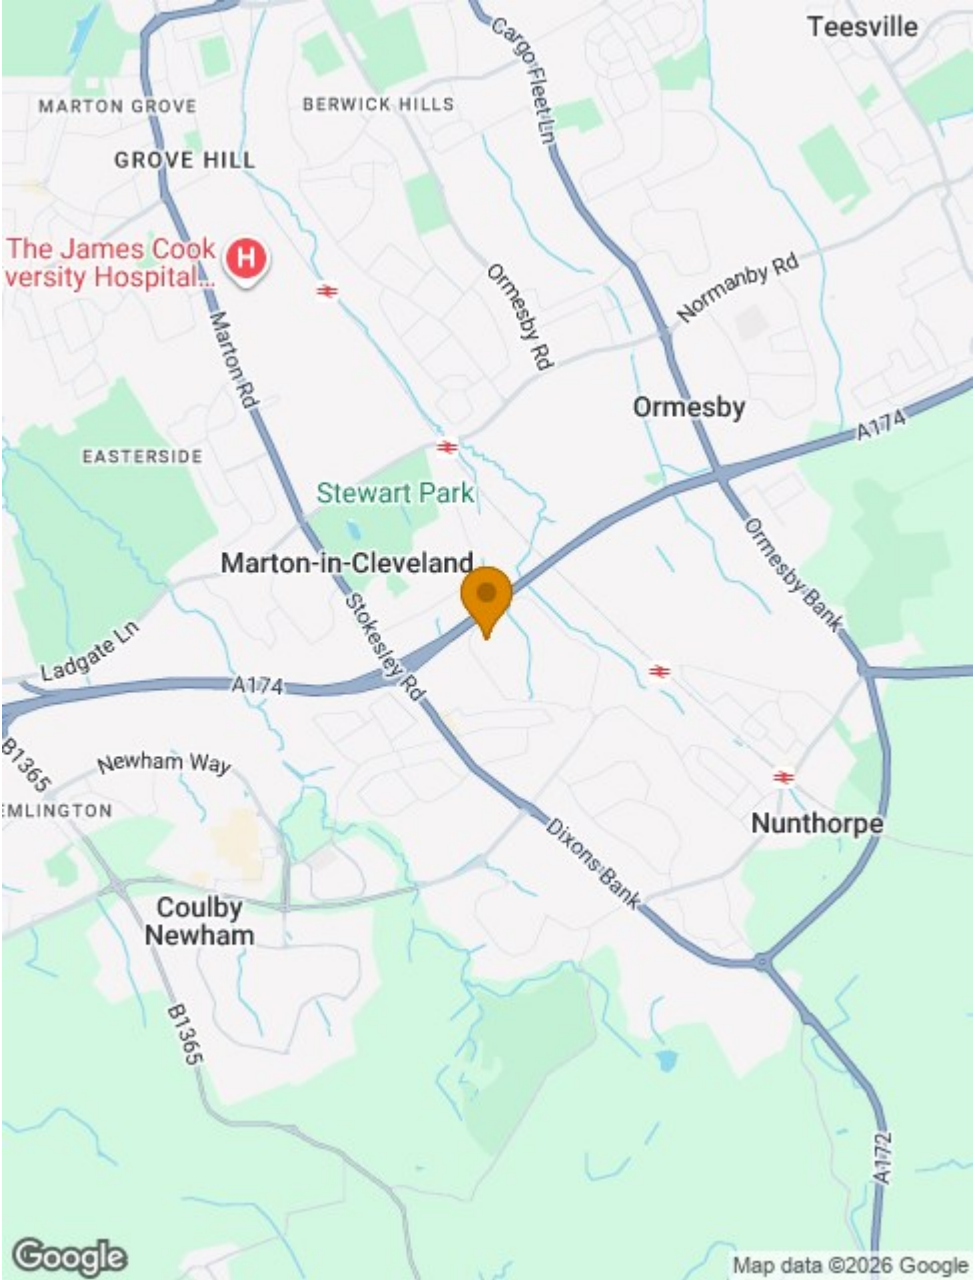 Teesville
Cargo Fleet Ln
MARTON GROVE
BERWICK HILLS
GROVE HILL
The James Cook
versity Hospital...
H
Ormesby Rd
Normanby Rd
Marton Rd
Ormesby
A174
EASTERSIDE
Stewart Park
Marton-in-Cleveland
Ormesby Bank
Stokesley Rd
Ladgate Ln
A174
B1365
Newham Way
EMLINGTON
Nunthorpe
Dixons Bank
Coulby
Newham
B1365
A172
Google
Map data ©2026 Google